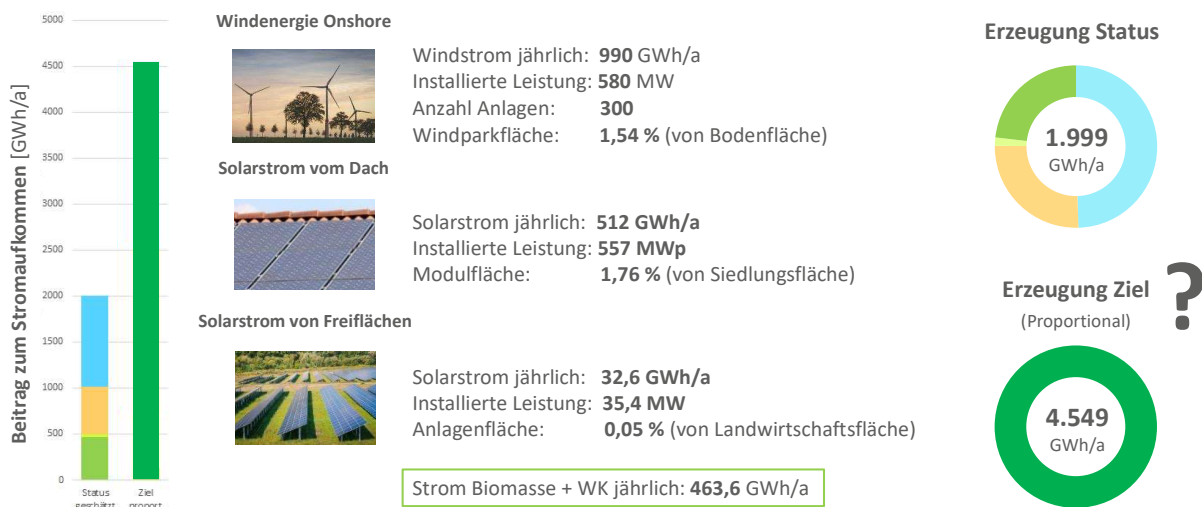 Beitrag zum Stromaufkommen [GWh/a]
5000
4500
4000
3500
3000
2500
2000
1500
1000
500
0
Status
geschätzt
Ziel
proport
Windenergie Onshore
Windstrom jährlich: 990 GWh/a
Installierte Leistung: 580 MW
Anzahl Anlagen: 300
Windparkfläche: 1,54 % (von Bodenfläche)
Solarstrom vom Dach
Solarstrom jährlich: 512 GWh/a
Installierte Leistung: 557 MWp
Modulfläche: 1,76 % (von Siedlungsfläche)
Solarstrom von Freiflächen
Solarstrom jährlich: 32,6 GWh/a
Installierte Leistung: 35,4 MW
Anlagenfläche: 0,05 % (von Landwirtschaftsfläche)
Strom Biomasse + WK jährlich: 463,6 GWh/a
Erzeugung Status
1.999
GWh/a
Erzeugung Ziel
(Proportional)
?
4.549
GWh/a